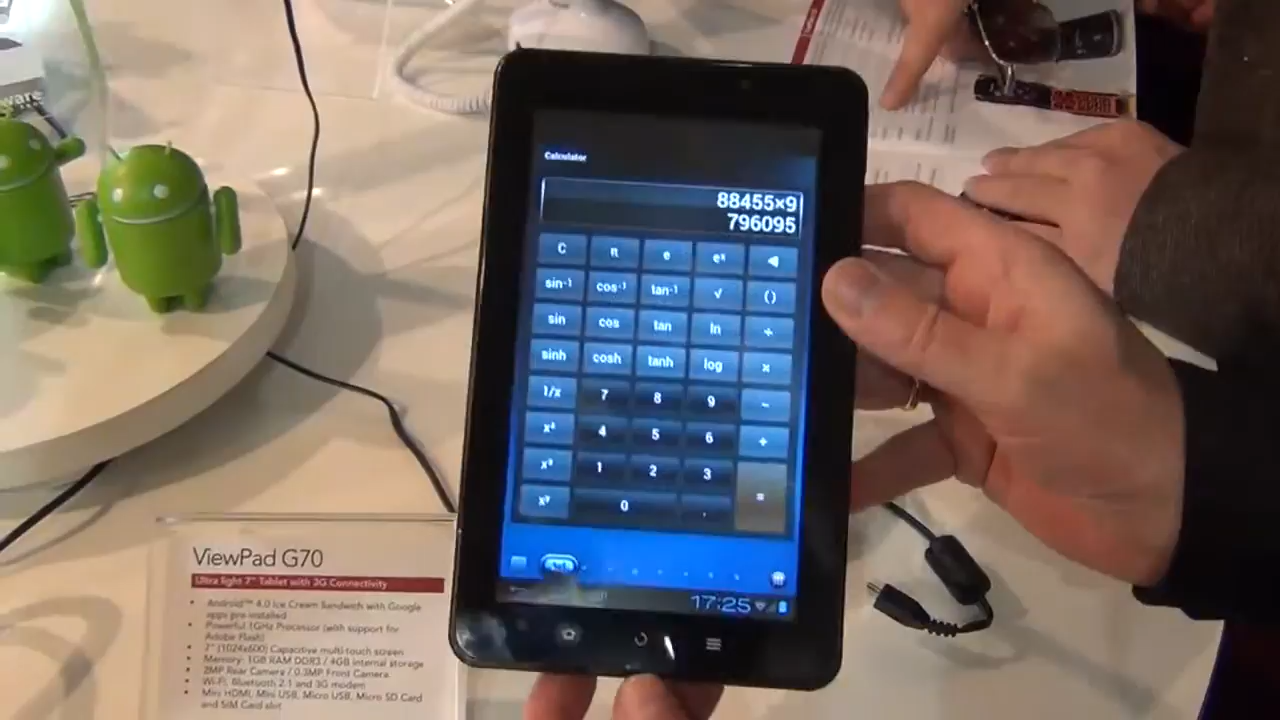 ware
Calculator
88455×9
796095
C π e eˣ
sin⁻¹ cos⁻¹ tan⁻¹ √ ()
sin cos tan ln ÷
sinh cosh tanh log ×
1/x 7 8 9 −
x² 4 5 6 +
x³ 1 2 3 =
xʸ 0 .
17:25
ViewPad G70
Ultra light 7" Tablet with 3G Connectivity
• Android™ 4.0 Ice Cream Sandwich with Google
apps pre-installed
• Powerful 1GHz Processor (with support for
Adobe Flash)
• 7" (1024x600) Capacitive multi-touch screen
• Memory: 1GB RAM DDR3 / 4GB internal storage
• 2MP Rear Camera / 0.3MP Front Camera
• Wi-Fi, Bluetooth 2.1 and 3G modem
• Mini HDMI, Mini USB, Micro USB, Micro SD Card
and SIM Card slot